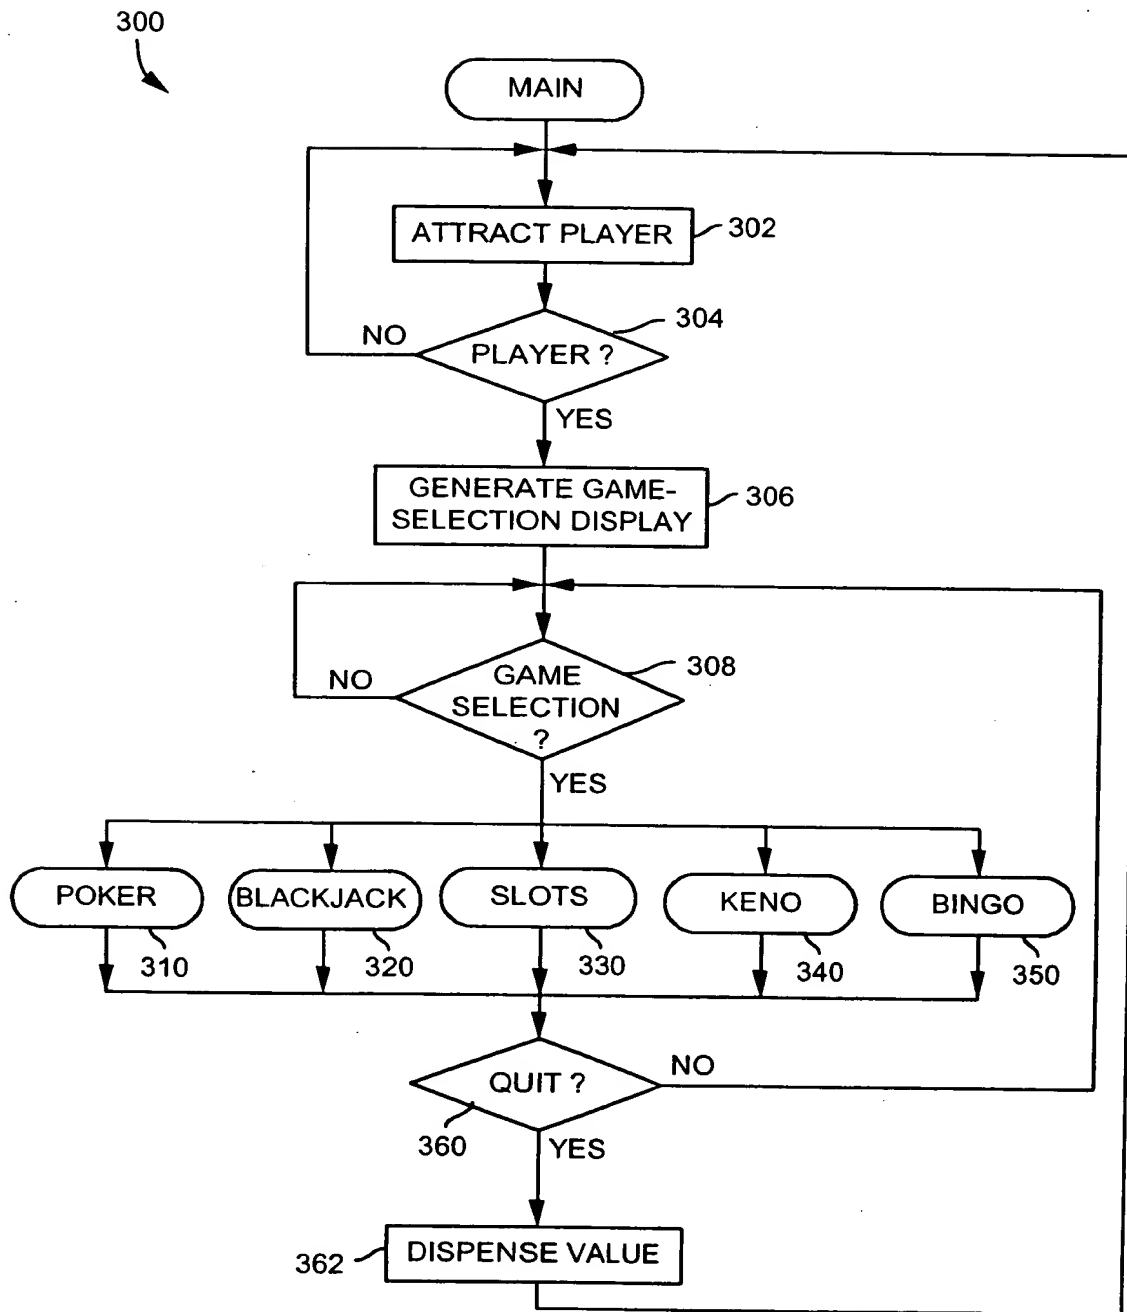 300
MAIN
ATTRACT PLAYER
302
304
NO
PLAYER ?
YES
GENERATE GAME-
SELECTION DISPLAY
306
308
NO
GAME
SELECTION
?
YES
POKER
BLACKJACK
SLOTS
KENO
BINGO
310
320
330
340
350
QUIT ?
NO
360
YES
362
DISPENSE VALUE